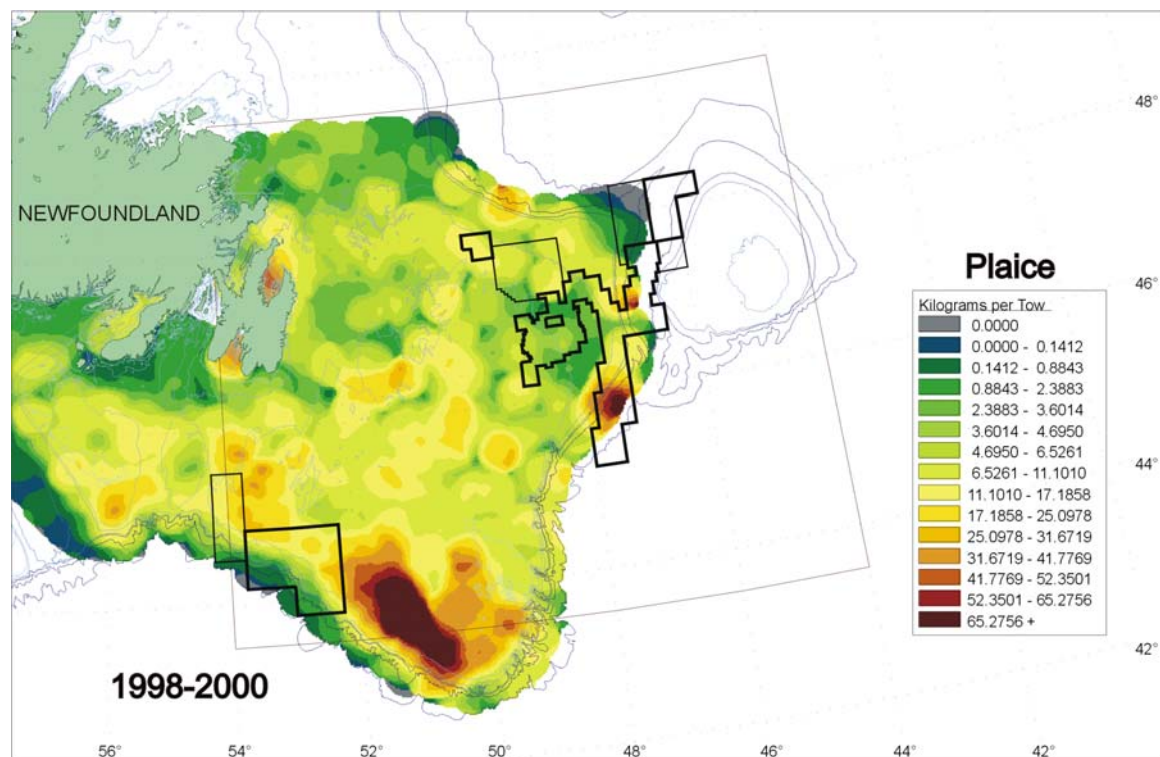 48°
NEWFOUNDLAND
Plaice
46°
Kilograms per Tow
0.0000
0.0000 - 0.1412
0.1412 - 0.8843
0.8843 - 2.3883
2.3883 - 3.6014
3.6014 - 4.6950
4.6950 - 6.5261
6.5261 - 11.1010
11.1010 - 17.1858
17.1858 - 25.0978
25.0978 - 31.6719
31.6719 - 41.7769
41.7769 - 52.3501
52.3501 - 65.2756
65.2756 +
44°
42°
1998-2000
56° 54° 52° 50° 48° 46° 44° 42°